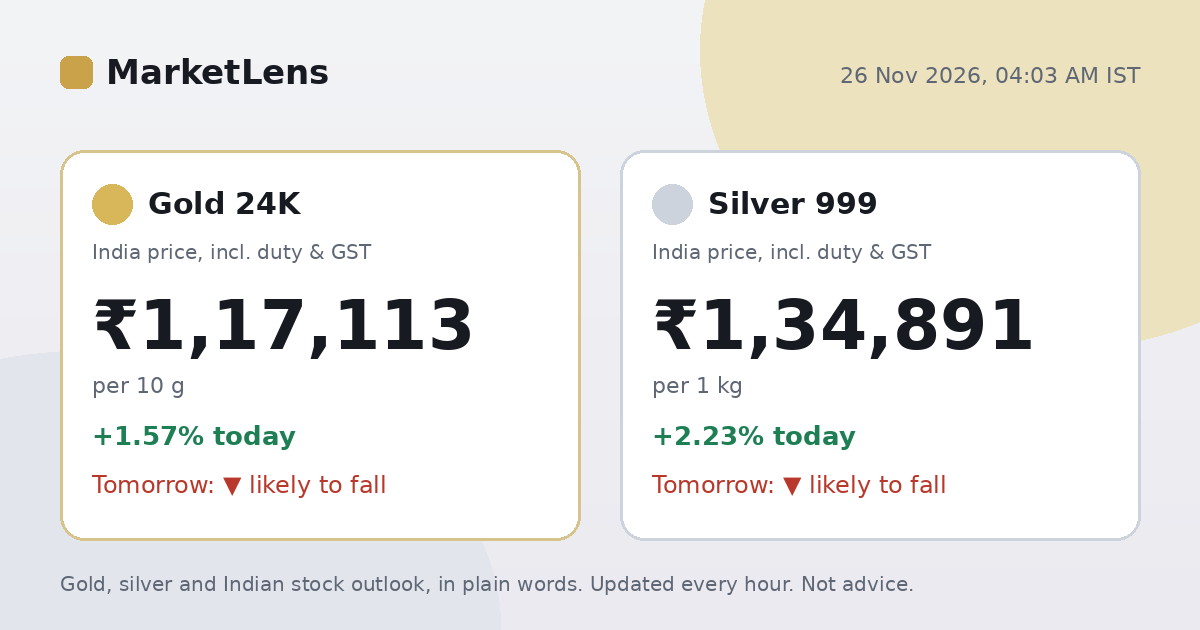 MarketLens
26 Nov 2026, 04:03 AM IST
Gold 24K
India price, incl. duty & GST
₹1,17,113
per 10 g
+1.57% today
Tomorrow: ▼ likely to fall
Silver 999
India price, incl. duty & GST
₹1,34,891
per 1 kg
+2.23% today
Tomorrow: ▼ likely to fall
Gold, silver and Indian stock outlook, in plain words. Updated every hour. Not advice.